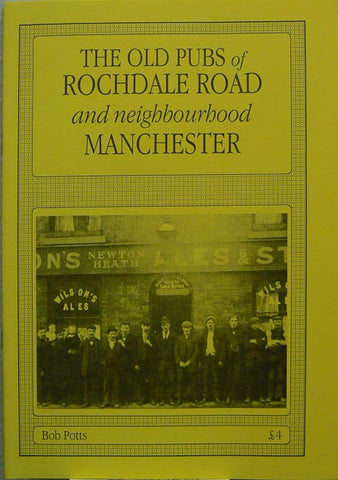 THE OLD PUBS of
ROCHDALE ROAD
and neighbourhood
MANCHESTER
ON'S NEWTON HEATH ALES & ST
WILSON'S
ALES
WILS
Bob Potts £4